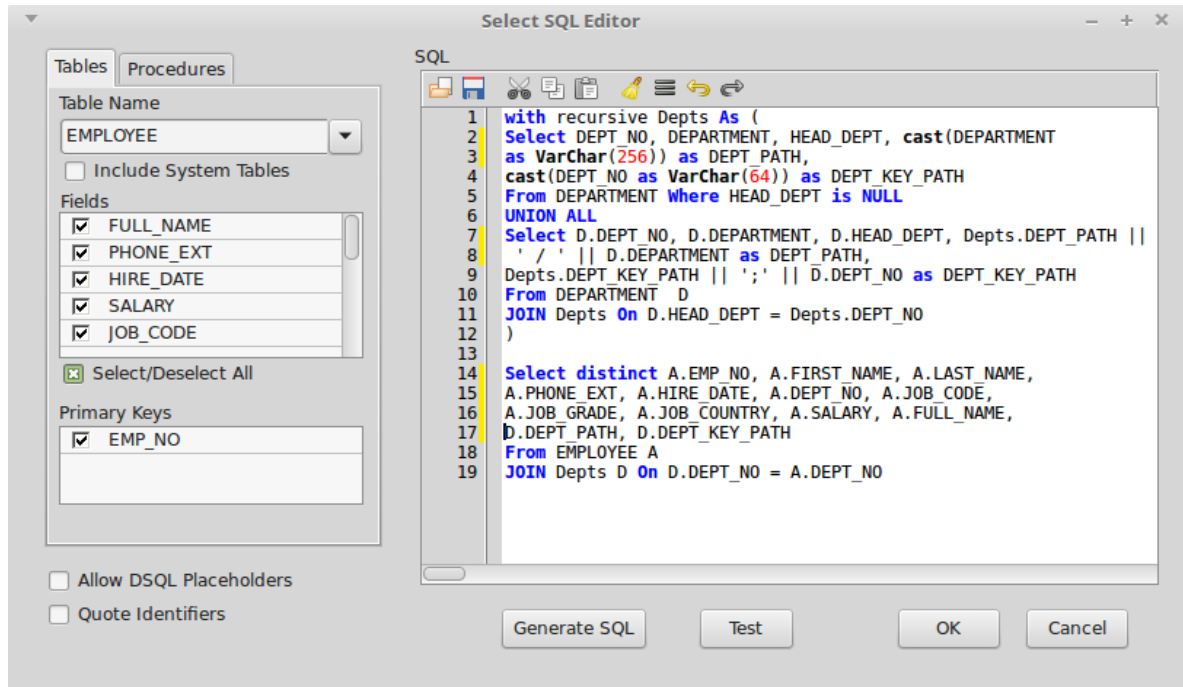 Select SQL Editor
Tables
Procedures
Table Name
EMPLOYEE
Include System Tables
Fields
FULL_NAME
PHONE_EXT
HIRE_DATE
SALARY
JOB_CODE
Select/Deselect All
Primary Keys
EMP_NO
Allow DSQL Placeholders
Quote Identifiers
SQL
1 with recursive Depts As (
2 Select DEPT_NO, DEPARTMENT, HEAD_DEPT, cast(DEPARTMENT
3 as VarChar(256)) as DEPT_PATH,
4 cast(DEPT_NO as VarChar(64)) as DEPT_KEY_PATH
5 From DEPARTMENT Where HEAD_DEPT is NULL
6 UNION ALL
7 Select D.DEPT_NO, D.DEPARTMENT, D.HEAD_DEPT, Depts.DEPT_PATH ||
8  ' / ' || D.DEPARTMENT as DEPT_PATH,
9 Depts.DEPT_KEY_PATH || ';' || D.DEPT_NO as DEPT_KEY_PATH
10 From DEPARTMENT  D
11 JOIN Depts On D.HEAD_DEPT = Depts.DEPT_NO
12 )
13
14 Select distinct A.EMP_NO, A.FIRST_NAME, A.LAST_NAME,
15 A.PHONE_EXT, A.HIRE_DATE, A.DEPT_NO, A.JOB_CODE,
16 A.JOB_GRADE, A.JOB_COUNTRY, A.SALARY, A.FULL_NAME,
17 D.DEPT_PATH, D.DEPT_KEY_PATH
18 From EMPLOYEE A
19 JOIN Depts D On D.DEPT_NO = A.DEPT_NO
Generate SQL
Test
OK
Cancel